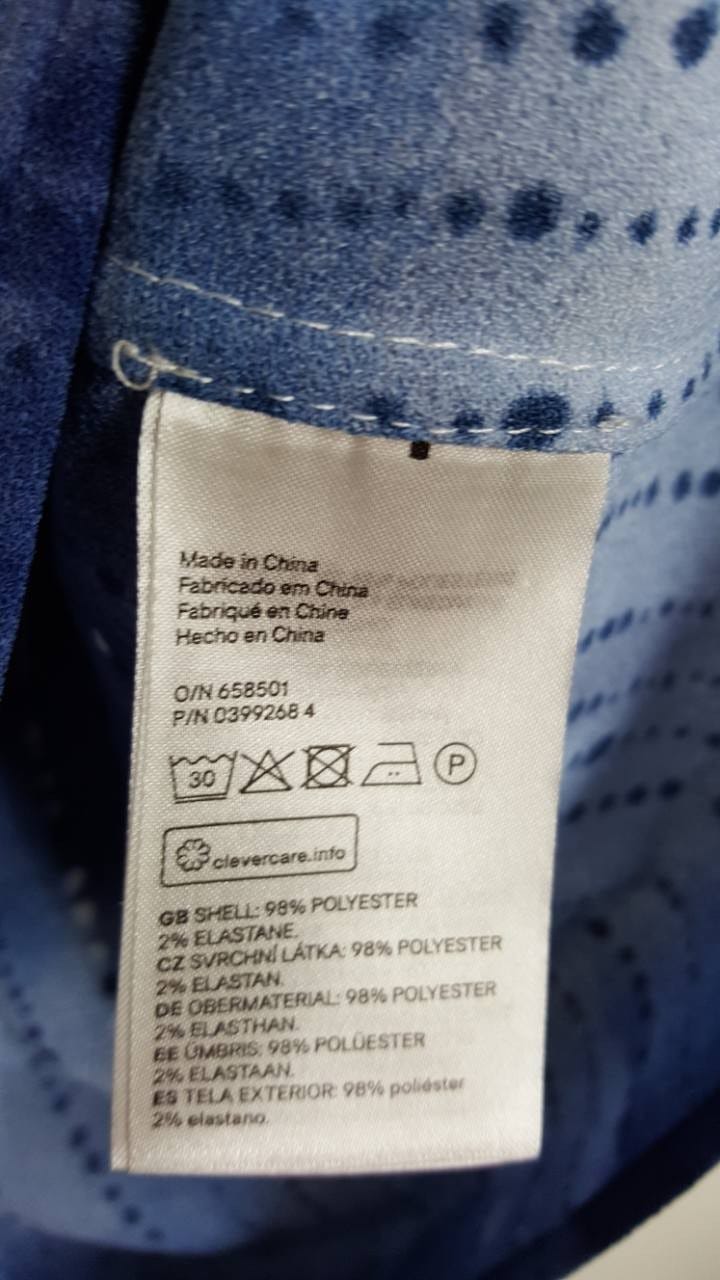 Made in China
Fabricado em China
Fabriqué en Chine
Hecho en China
O/N 658501
P/N 0399268 4
30
P
clevercare.info
GB SHELL: 98% POLYESTER
2% ELASTANE.
CZ SVRCHNÍ LÁTKA: 98% POLYESTER
2% ELASTAN.
DE OBERMATERIAL: 98% POLYESTER
2% ELASTHAN.
EE ÜMBRIS: 98% POLÜESTER
2% ELASTAAN.
ES TELA EXTERIOR: 98% poliéster
2% elastano.